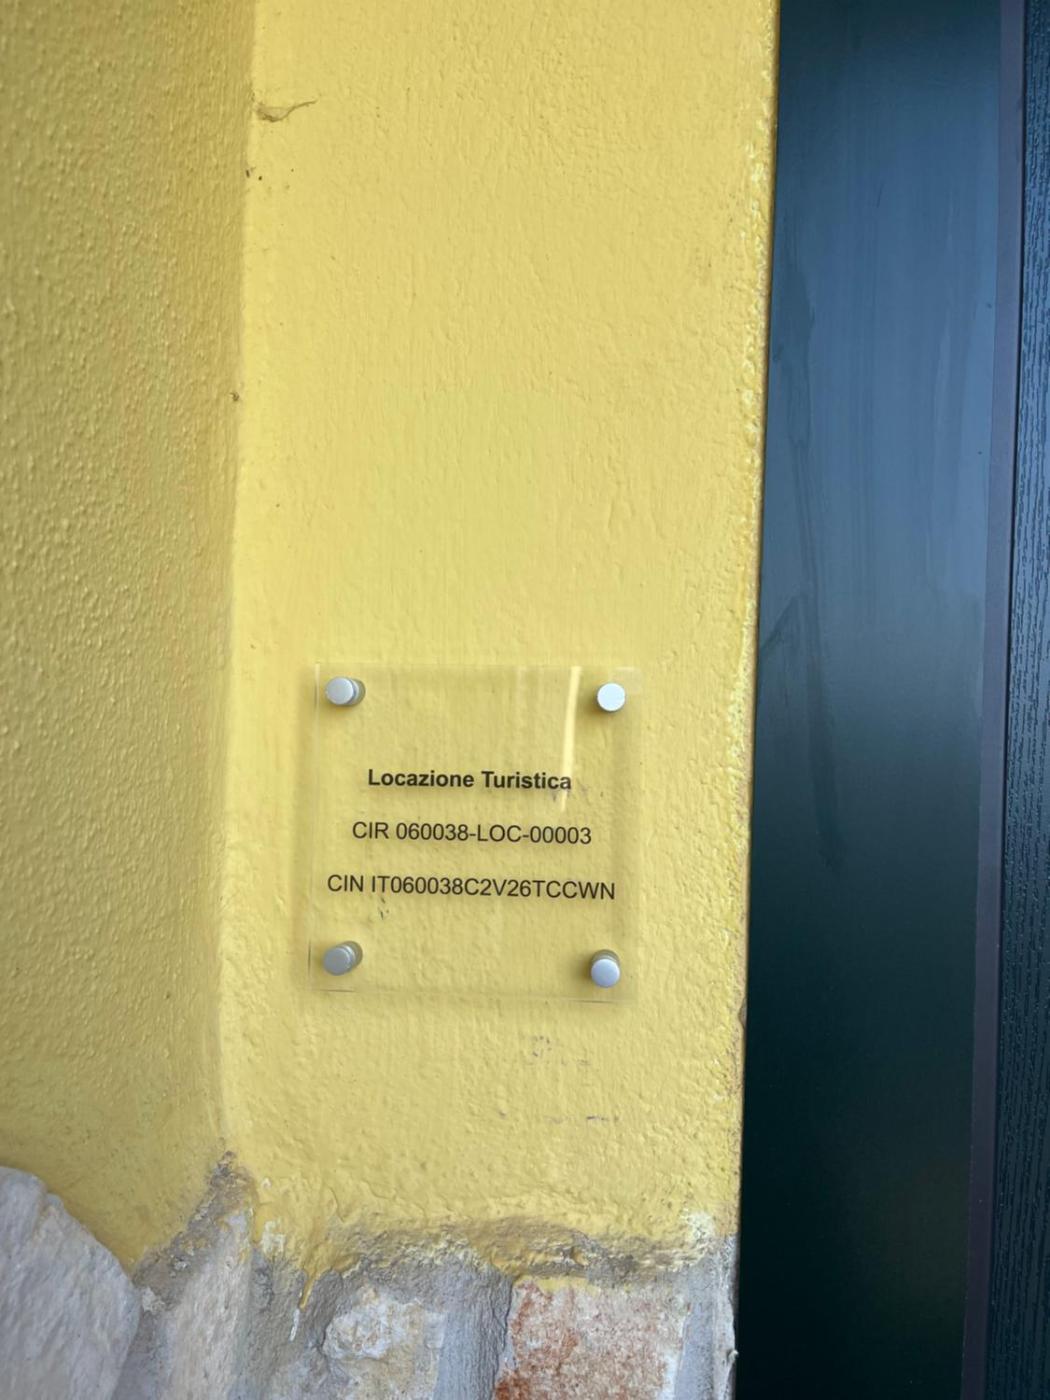 Locazione Turistica
CIR 060038-LOC-00003
CIN IT060038C2V26TCCWN